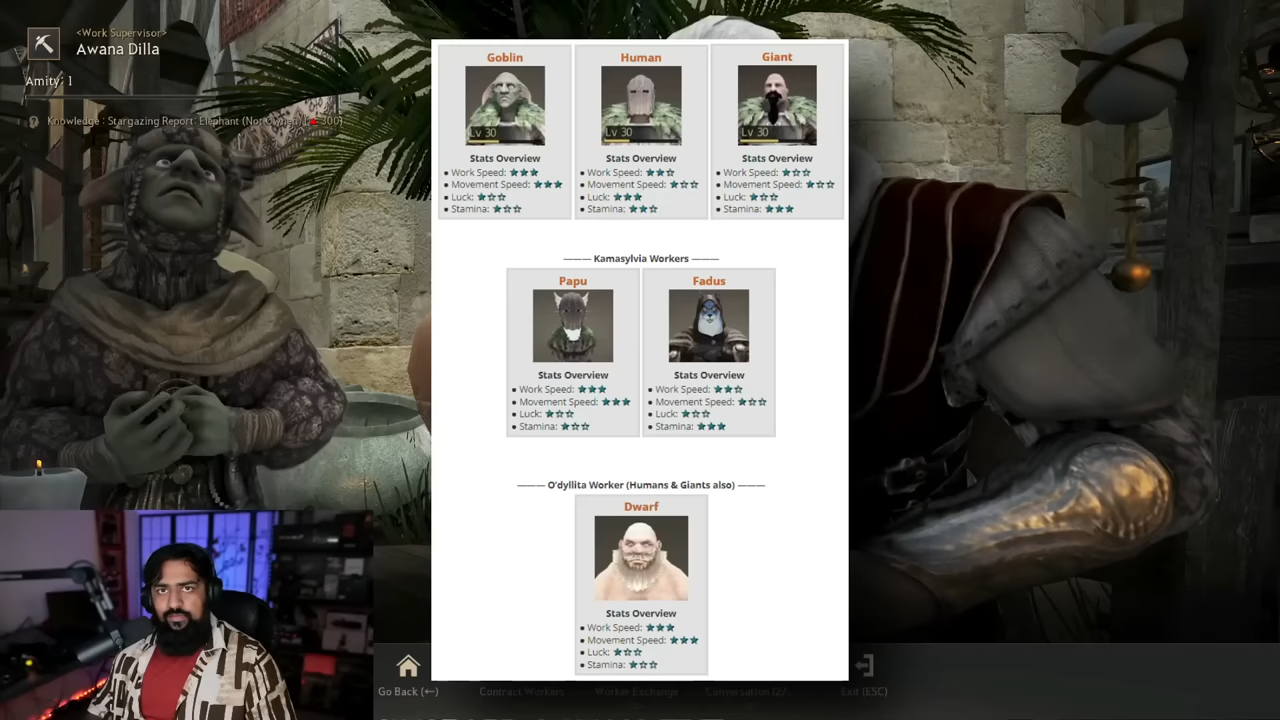 <Work Supervisor>
Awana Dilla
Amity: 1
Knowledge : Stargazing Report: Elephant (Not Owner) 300)
Goblin
Lv 30
Stats Overview
• Work Speed:
• Movement Speed:
• Luck:
• Stamina:
Human
Lv 30
Stats Overview
• Work Speed:
• Movement Speed:
• Luck:
• Stamina:
Giant
Lv 30
Stats Overview
• Work Speed:
• Movement Speed:
• Luck:
• Stamina:
——— Kamasylvia Workers ———
Papu
Stats Overview
• Work Speed:
• Movement Speed:
• Luck:
• Stamina:
Fadus
Stats Overview
• Work Speed:
• Movement Speed:
• Luck:
• Stamina:
——— O'dyllita Worker (Humans & Giants also) ———
Dwarf
Stats Overview
• Work Speed:
• Movement Speed:
• Luck:
• Stamina:
Go Back (←)
Contract Workers
Worker Exchange
Conversation (2/
Exit (ESC)